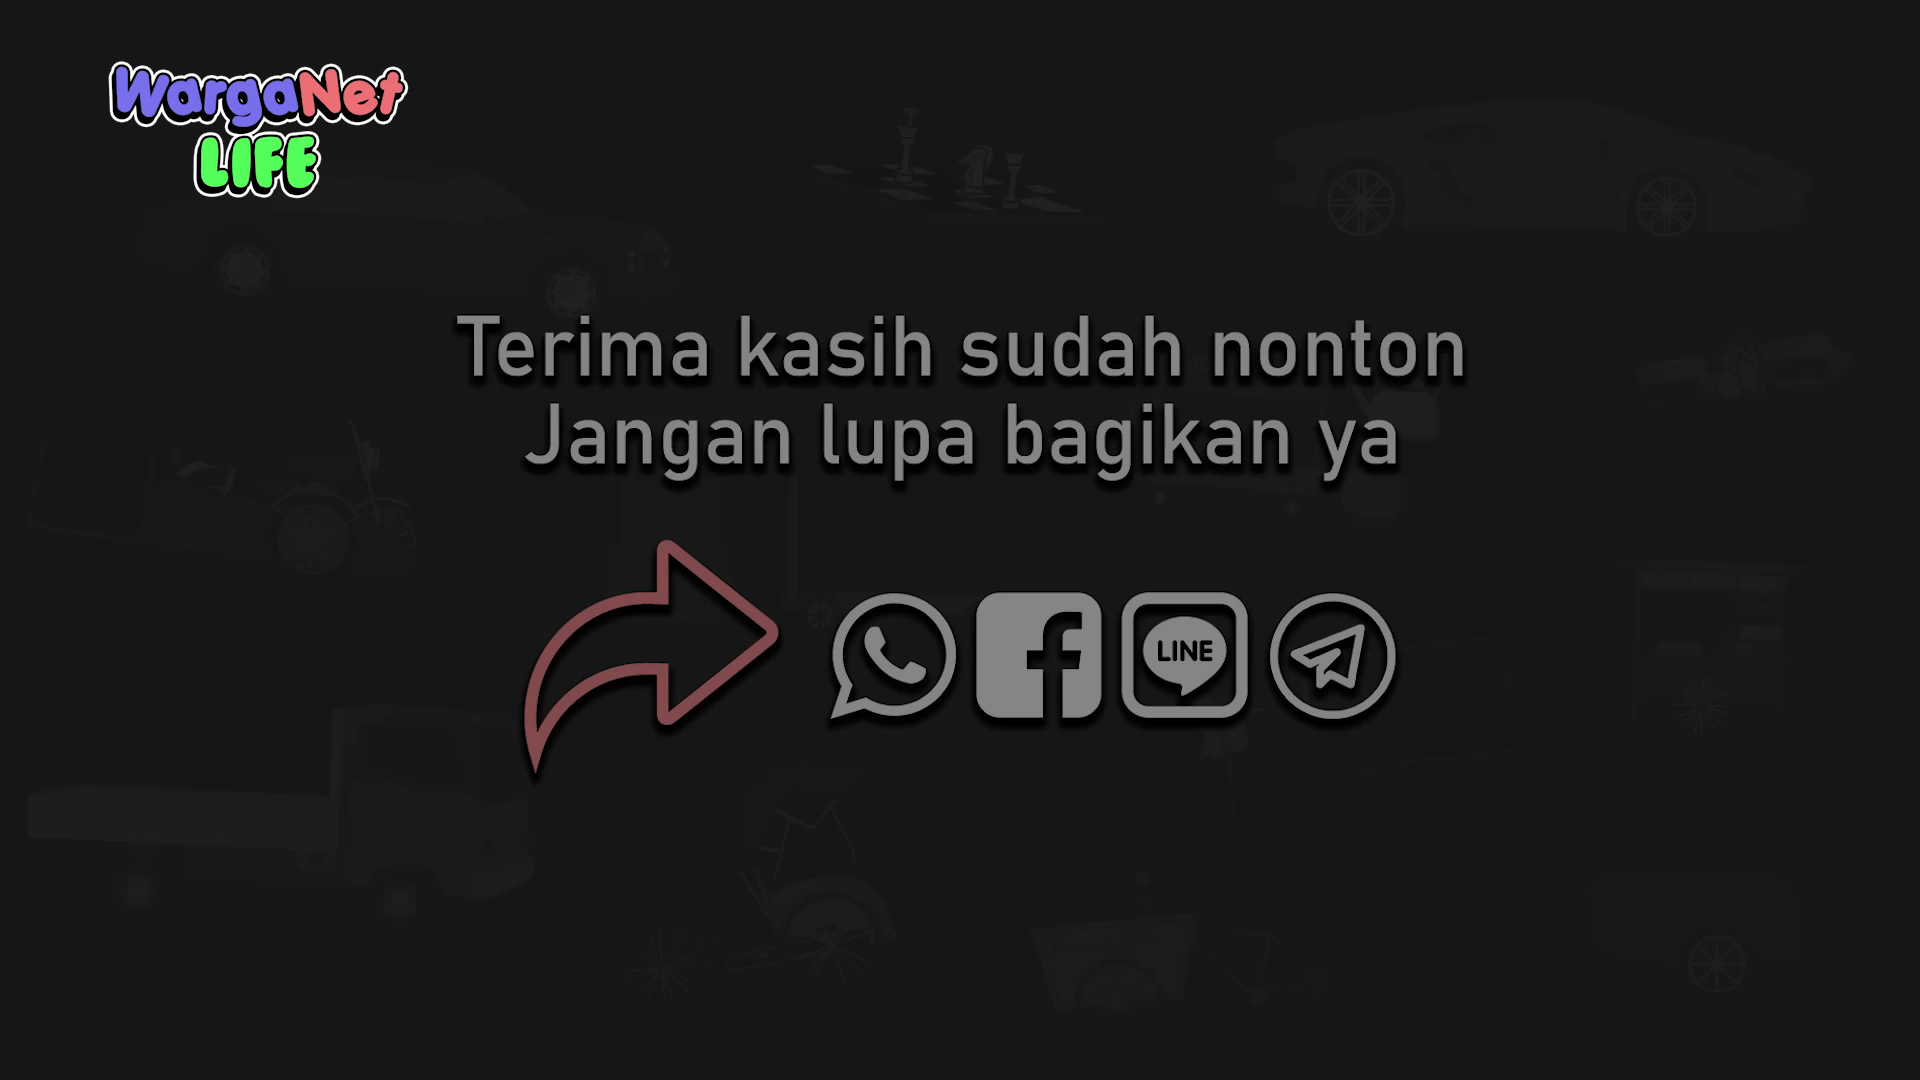 WargaNet
LIFE
Terima kasih sudah nonton
Jangan lupa bagikan ya
LINE